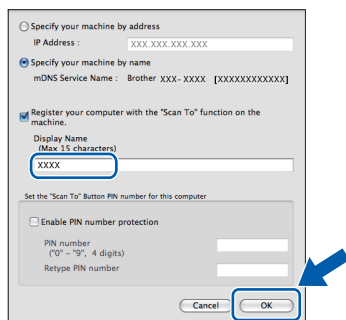 Specify your machine by address
IP Address : XXX.XXX.XXX.XXX
Specify your machine by name
mDNS Service Name : Brother XXX-XXXX [XXXXXXXXXXXX]
Register your computer with the "Scan To" function on the
machine.
Display Name
(Max 15 characters)
XXXX
Set the "Scan To" Button PIN number for this computer
Enable PIN number protection
PIN number
("0" – "9", 4 digits)
Retype PIN number
Cancel OK